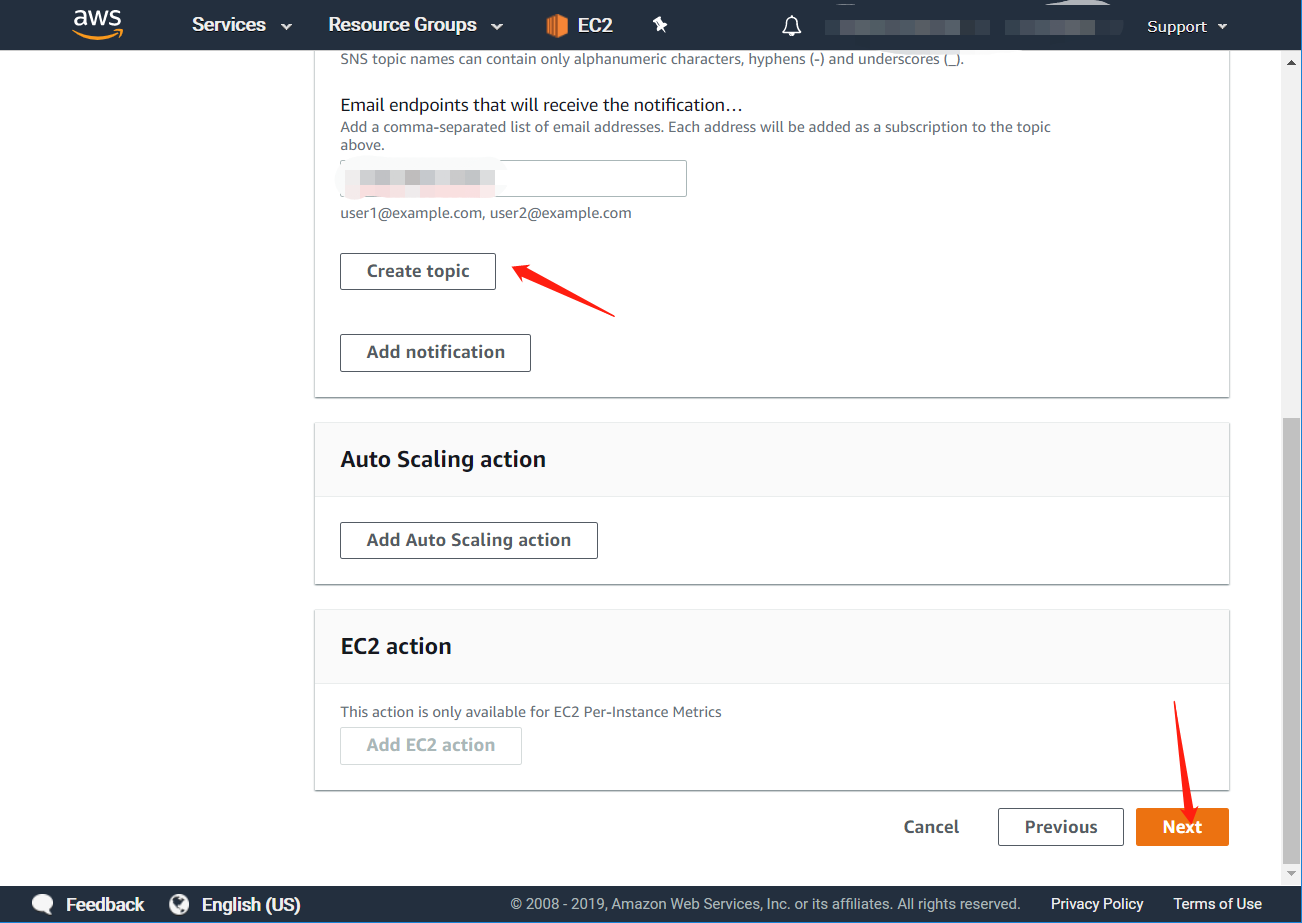 aws Services Resource Groups EC2 Support
SNS topic names can contain only alphanumeric characters, hyphens (-) and underscores (_).
Email endpoints that will receive the notification…
Add a comma-separated list of email addresses. Each address will be added as a subscription to the topic
above.
user1@example.com, user2@example.com
Create topic
Add notification
Auto Scaling action
Add Auto Scaling action
EC2 action
This action is only available for EC2 Per-Instance Metrics
Add EC2 action
Cancel Previous Next
Feedback English (US) © 2008 - 2019, Amazon Web Services, Inc. or its affiliates. All rights reserved. Privacy Policy Terms of Use